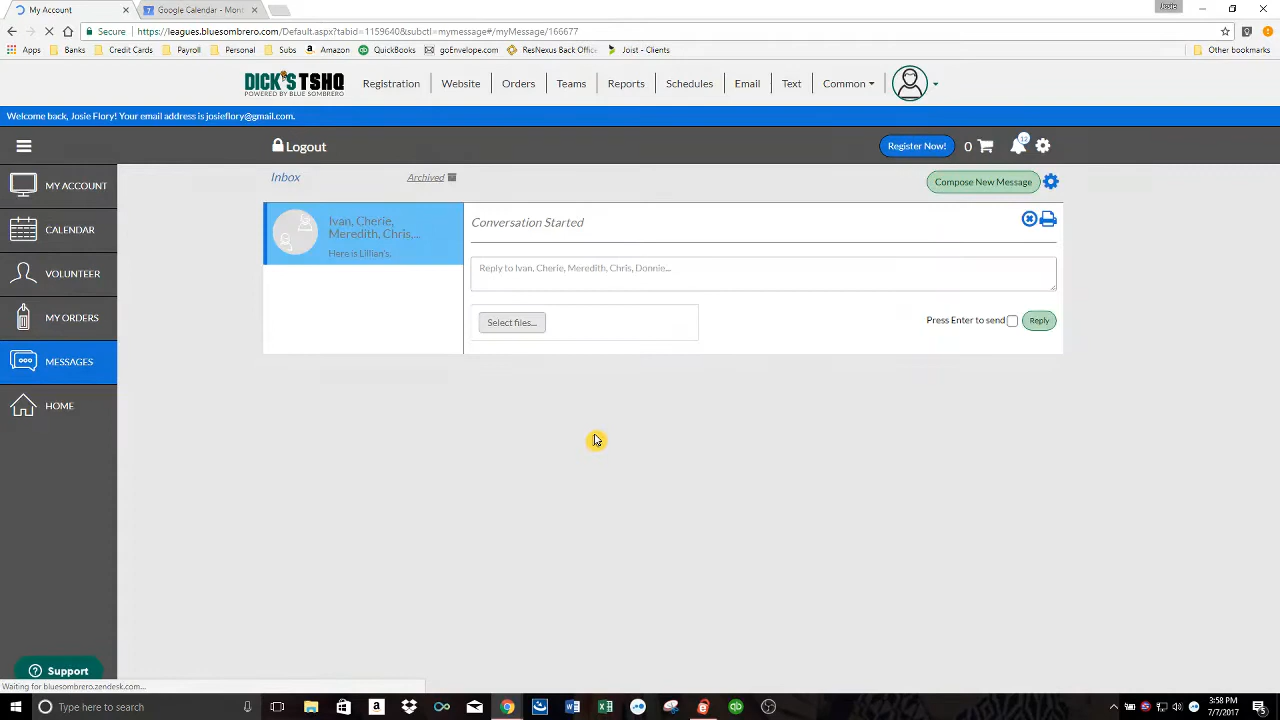 Josie
My Account
Google Calendar - Mont
Secure
https://leagues.bluesombrero.com/Default.aspx?tabid=1159640&subctl=mymessage#/myMessage/166677
Apps
Banks
Credit Cards
Payroll
Personal
Subs
Amazon
QuickBooks
goEnvelope.com
ResNexus Back Offic
Joist - Clients
Other bookmarks
DICK'S TSHQ
POWERED BY BLUE SOMBRERO
Registration
Website
Orders
Teams
Reports
Scheduler
Email
Text
Common
Welcome back, Josie Flory! Your email address is josieflory@gmail.com.
Logout
Register Now!
0
12
MY ACCOUNT
CALENDAR
VOLUNTEER
MY ORDERS
MESSAGES
HOME
Inbox
Archived
Compose New Message
Ivan, Cherie,
Meredith, Chris,...
Here is Lillian's.
Conversation Started
Reply to Ivan, Cherie, Meredith, Chris, Donnie...
Select files...
Press Enter to send
Reply
Support
Waiting for bluesombrero.zendesk.com...
Type here to search
3:58 PM
7/7/2017